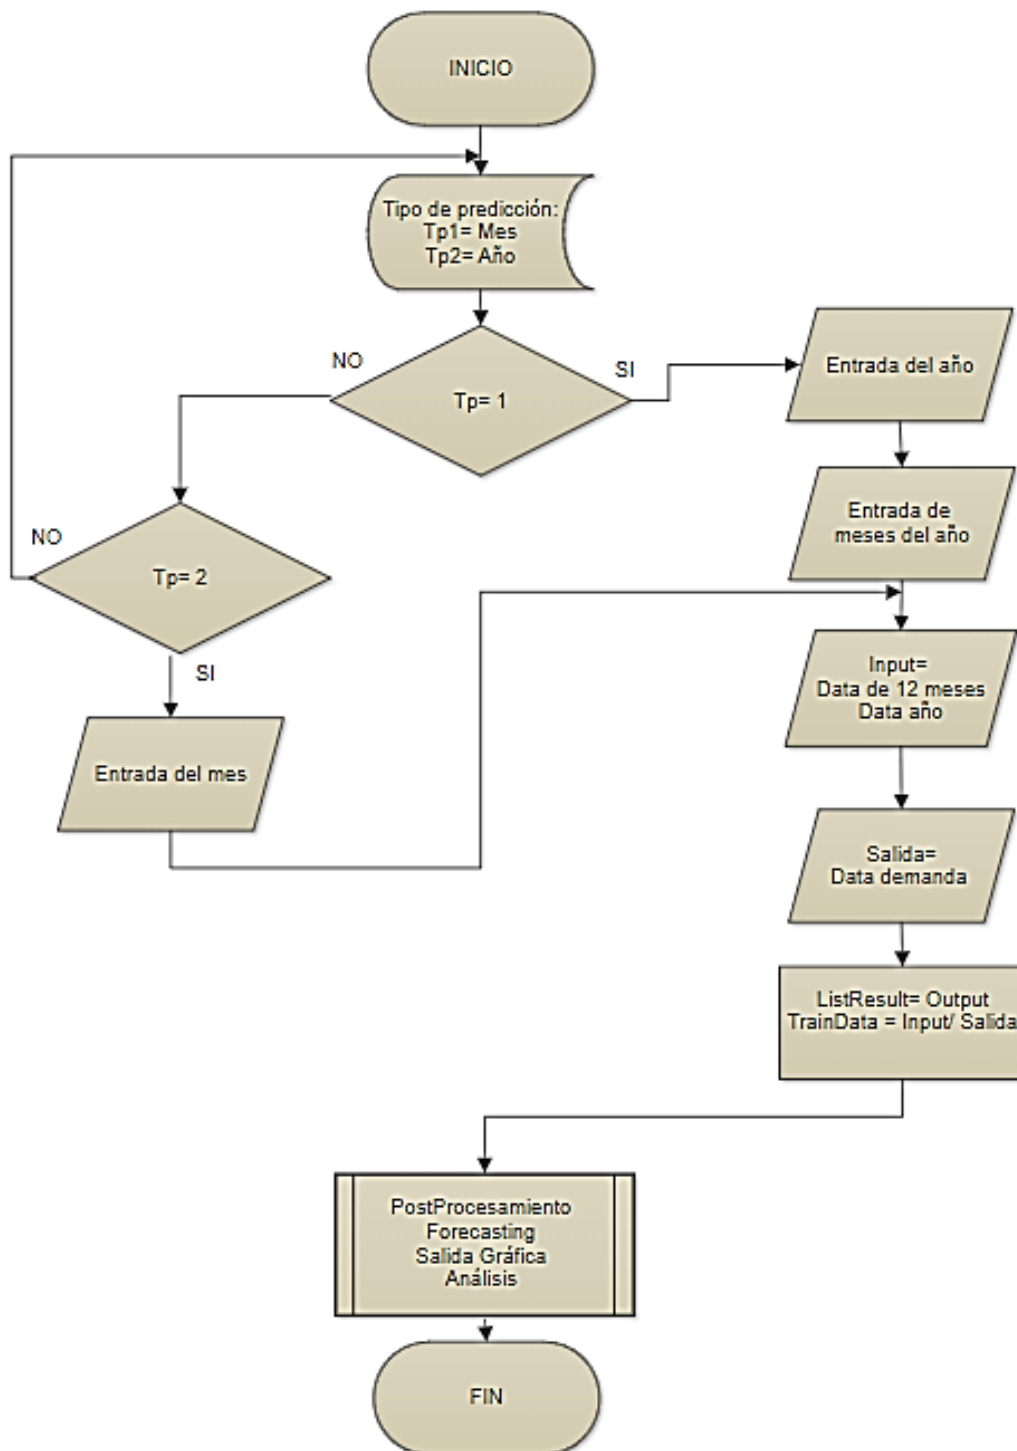 INICIO
Tipo de predicción:
Tp1= Mes
Tp2= Año
NO
Tp= 1
SI
Entrada del año
Entrada de
meses del año
NO
Tp= 2
SI
Entrada del mes
Input=
Data de 12 meses
Data año
Salida=
Data demanda
ListResult= Output
TrainData = Input/ Salida
PostProcesamiento
Forecasting
Salida Gráfica
Análisis
FIN